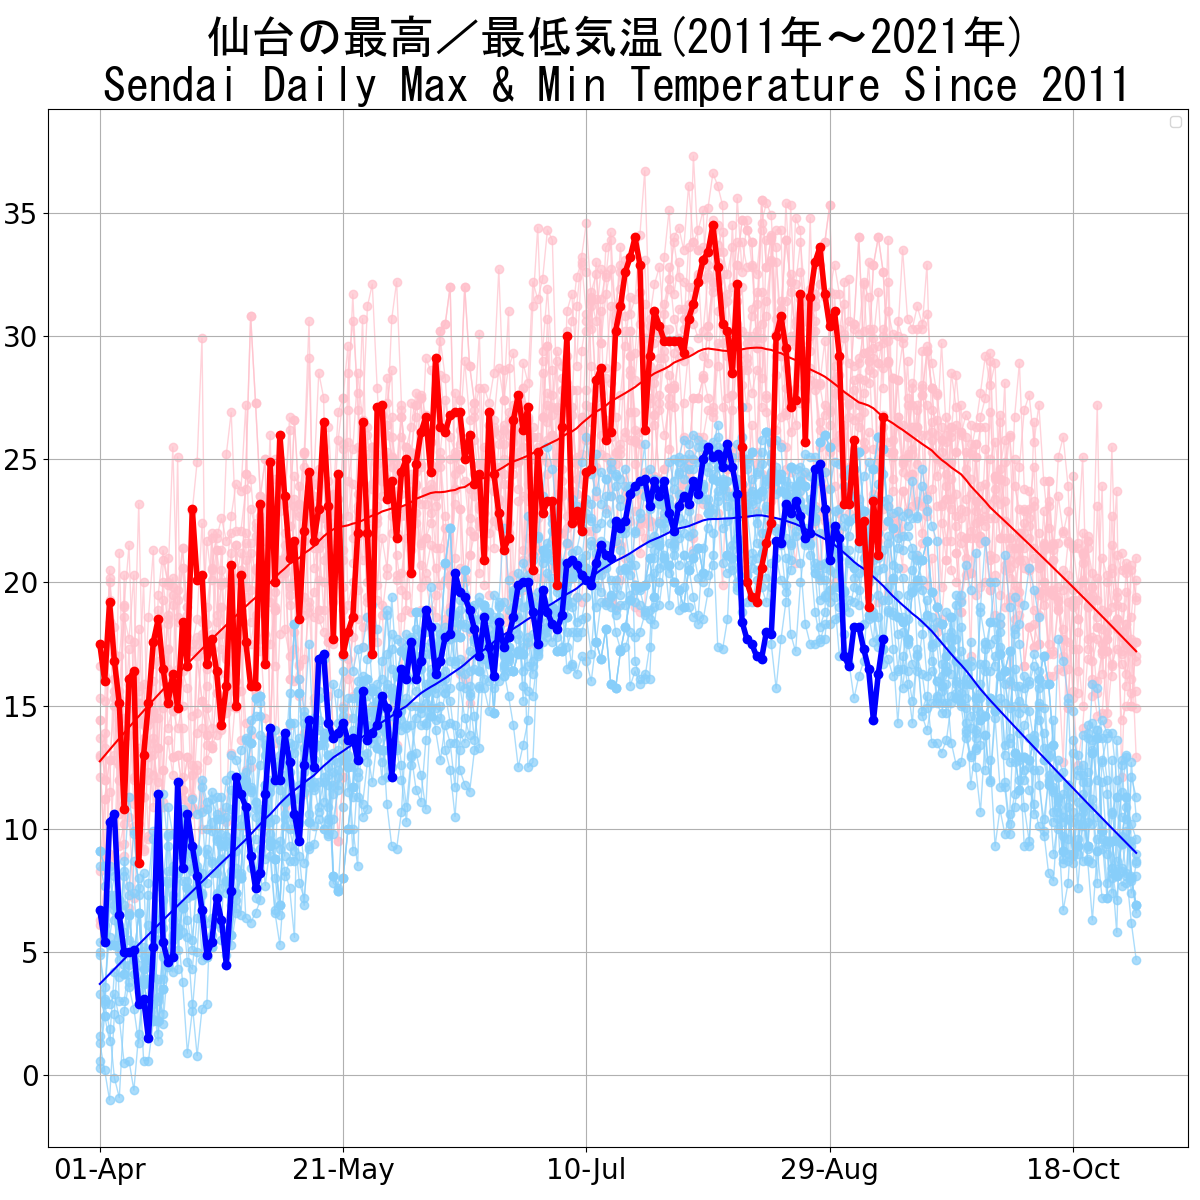 仙台の最高／最低気温(2011年～2021年)
Sendai Daily Max & Min Temperature Since 2011
35
30
25
20
15
10
5
0
01-Apr 21-May 10-Jul 29-Aug 18-Oct